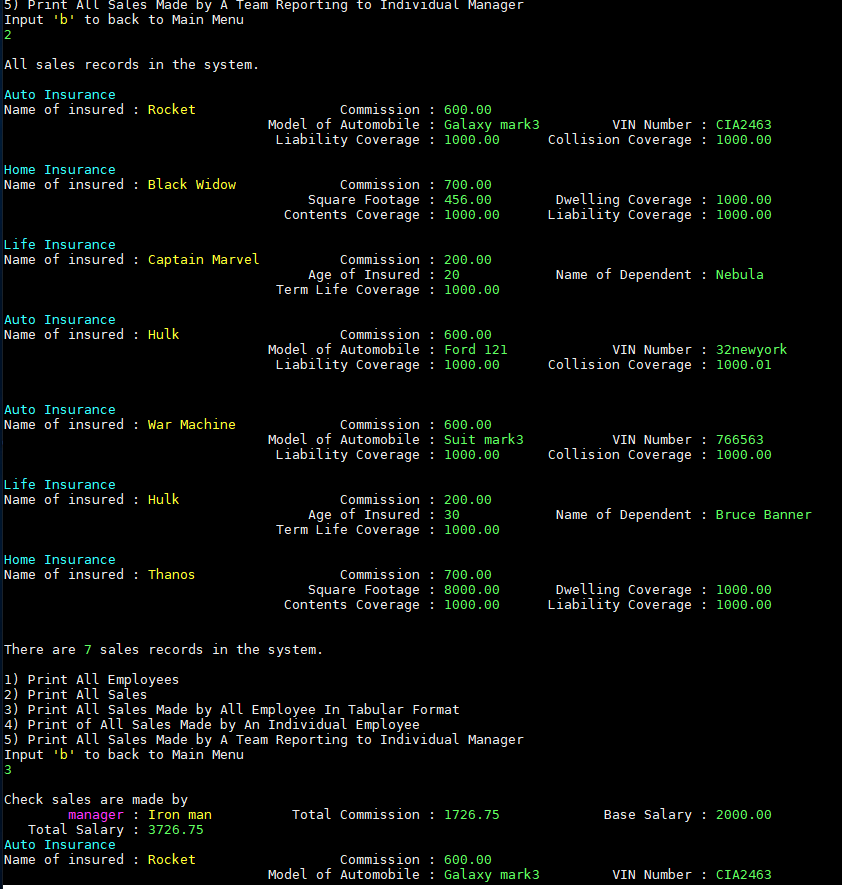 5) Print All Sales Made by A Team Reporting to Individual Manager
Input 'b' to back to Main Menu
2
All sales records in the system.
Auto Insurance
Name of insured : Rocket Commission : 600.00
Model of Automobile : Galaxy mark3 VIN Number : CIA2463
Liability Coverage : 1000.00 Collision Coverage : 1000.00
Home Insurance
Name of insured : Black Widow Commission : 700.00
Square Footage : 456.00 Dwelling Coverage : 1000.00
Contents Coverage : 1000.00 Liability Coverage : 1000.00
Life Insurance
Name of insured : Captain Marvel Commission : 200.00
Age of Insured : 20 Name of Dependent : Nebula
Term Life Coverage : 1000.00
Auto Insurance
Name of insured : Hulk Commission : 600.00
Model of Automobile : Ford 121 VIN Number : 32newyork
Liability Coverage : 1000.00 Collision Coverage : 1000.01
Auto Insurance
Name of insured : War Machine Commission : 600.00
Model of Automobile : Suit mark3 VIN Number : 766563
Liability Coverage : 1000.00 Collision Coverage : 1000.00
Life Insurance
Name of insured : Hulk Commission : 200.00
Age of Insured : 30 Name of Dependent : Bruce Banner
Term Life Coverage : 1000.00
Home Insurance
Name of insured : Thanos Commission : 700.00
Square Footage : 8000.00 Dwelling Coverage : 1000.00
Contents Coverage : 1000.00 Liability Coverage : 1000.00
There are 7 sales records in the system.
1) Print All Employees
2) Print All Sales
3) Print All Sales Made by All Employee In Tabular Format
4) Print of All Sales Made by An Individual Employee
5) Print All Sales Made by A Team Reporting to Individual Manager
Input 'b' to back to Main Menu
3
Check sales are made by
manager : Iron man Total Commission : 1726.75 Base Salary : 2000.00
Total Salary : 3726.75
Auto Insurance
Name of insured : Rocket Commission : 600.00
Model of Automobile : Galaxy mark3 VIN Number : CIA2463